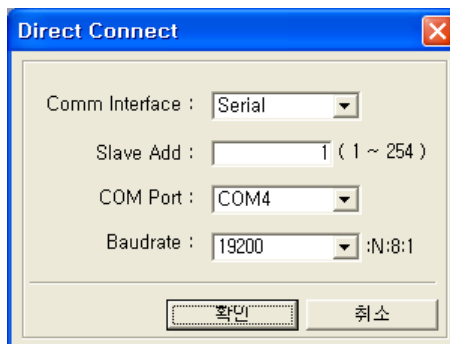 Direct Connect
Comm Interface : Serial
Slave Add : 1 ( 1 ~ 254 )
COM Port : COM4
Baudrate : 19200 :N:8:1
확인 취소